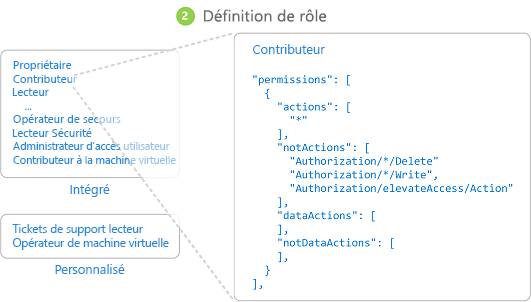 2 Définition de rôle
Propriétaire
Contributeur
Lecteur
...
Opérateur de secours
Lecteur Sécurité
Administrateur d'accès utilisateur
Contributeur à la machine virtuelle
Intégré
Tickets de support lecteur
Opérateur de machine virtuelle
Personnalisé
Contributeur
"permissions": [
{
"actions": [
"*"
],
"notActions": [
"Authorization/*/Delete"
"Authorization/*/Write",
"Authorization/elevateAccess/Action"
],
"dataActions": [
],
"notDataActions": [
],
}
],